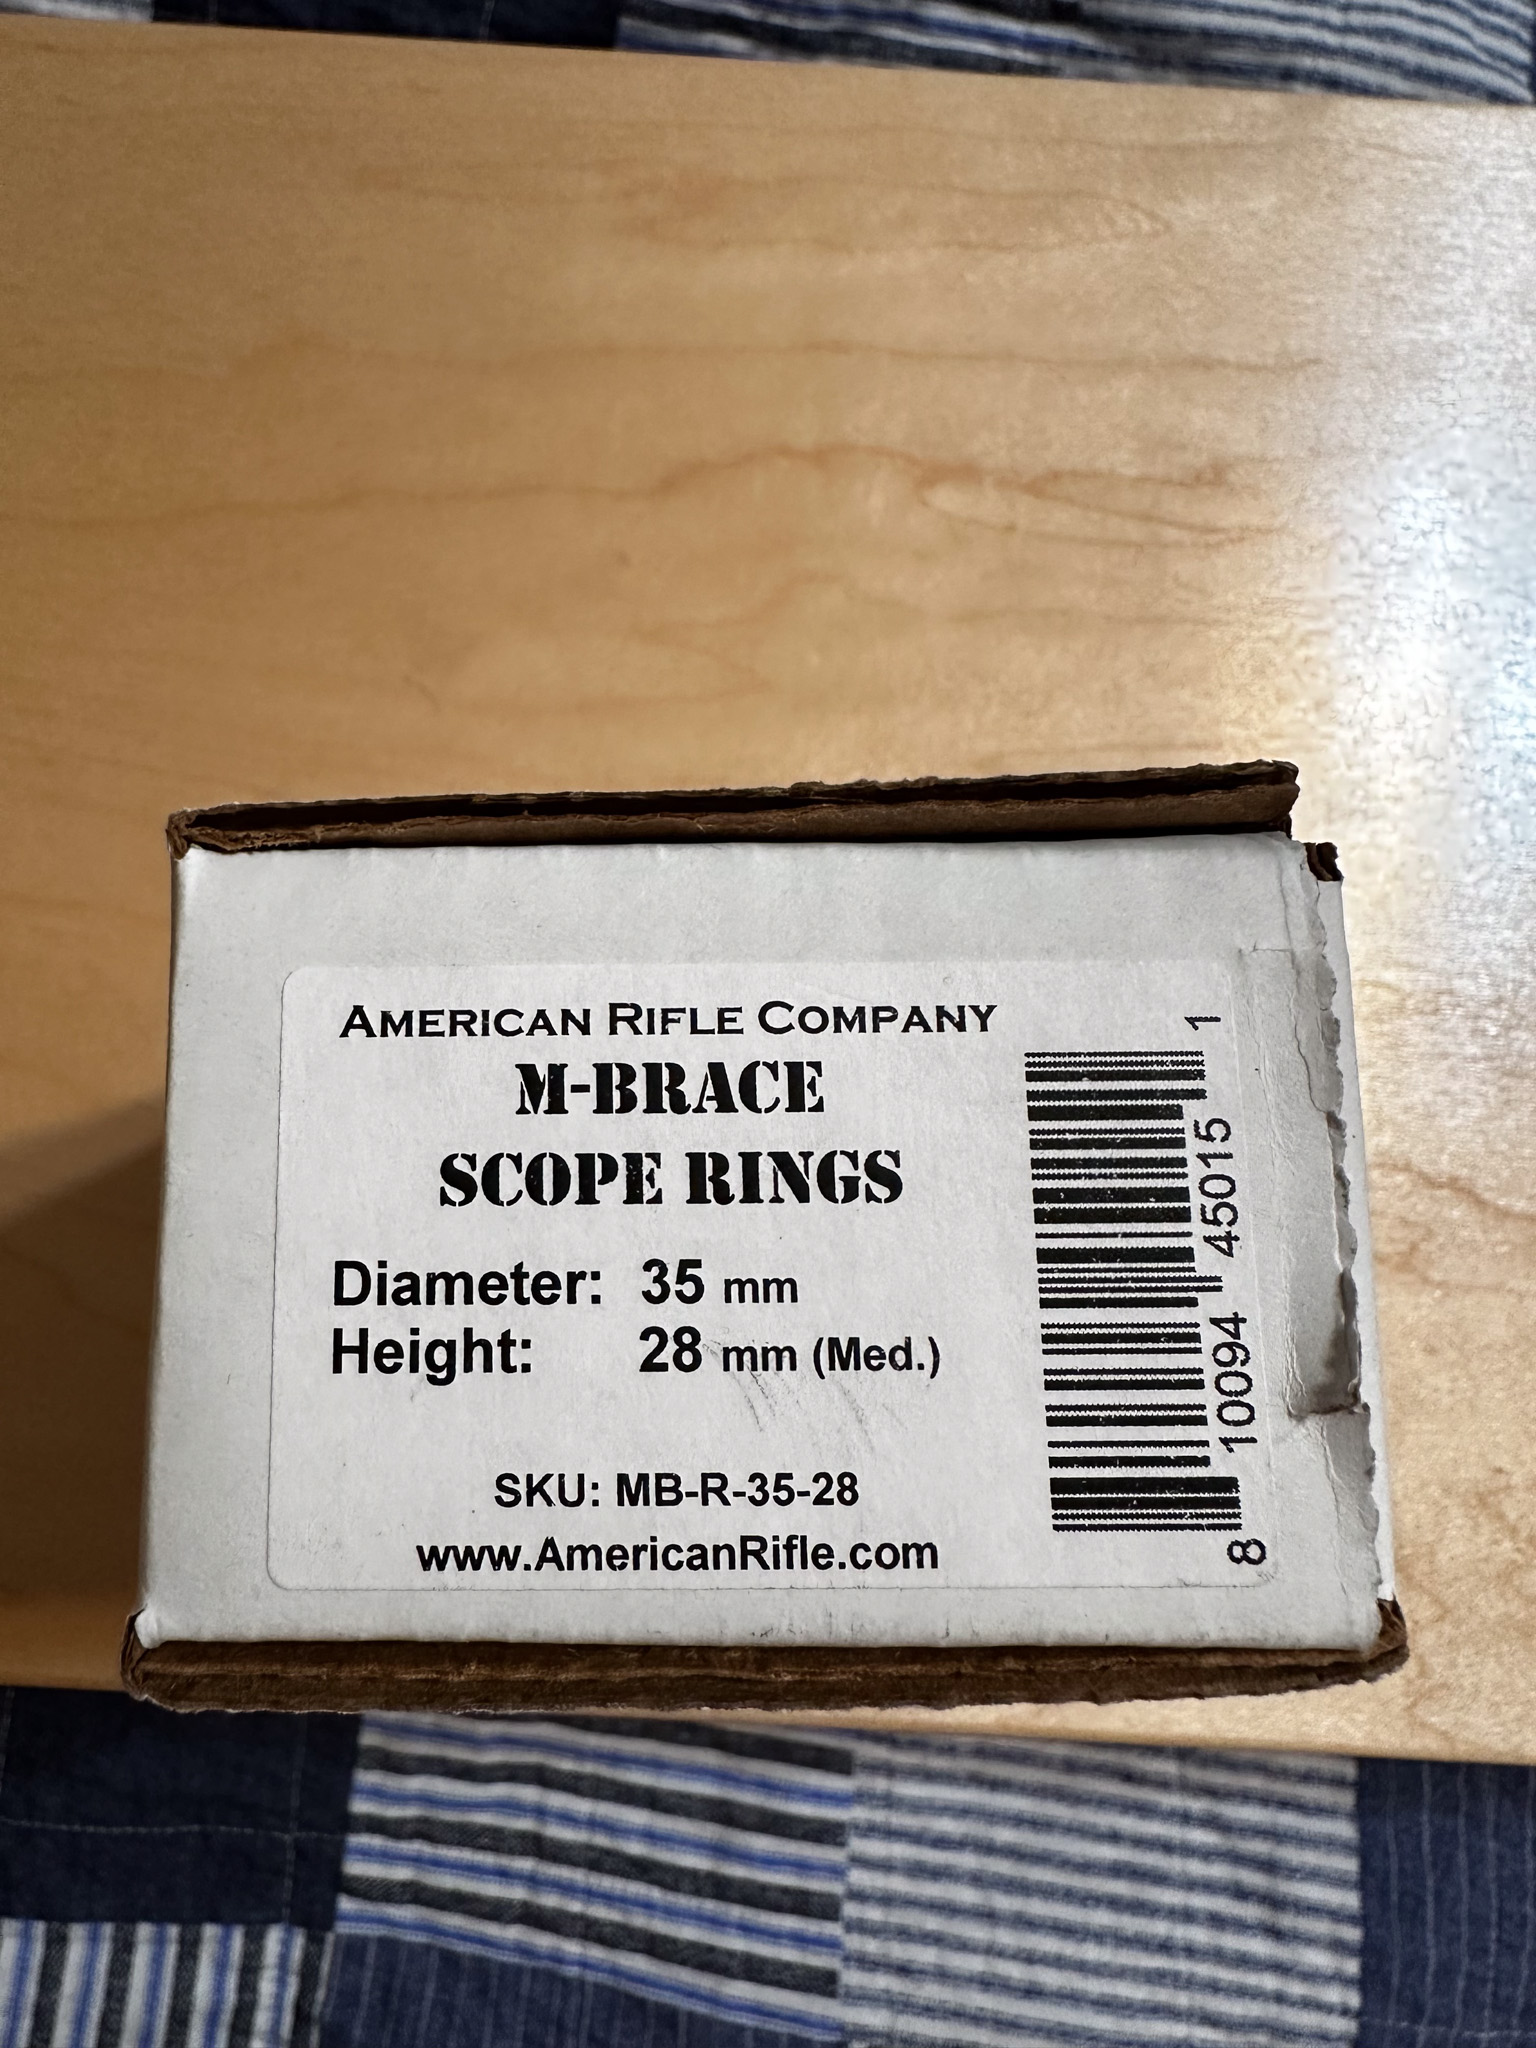 AMERICAN RIFLE COMPANY
M-BRACE
SCOPE RINGS
Diameter: 35 mm
Height: 28 mm (Med.)
SKU: MB-R-35-28
www.AmericanRifle.com
8 10094 45015 1